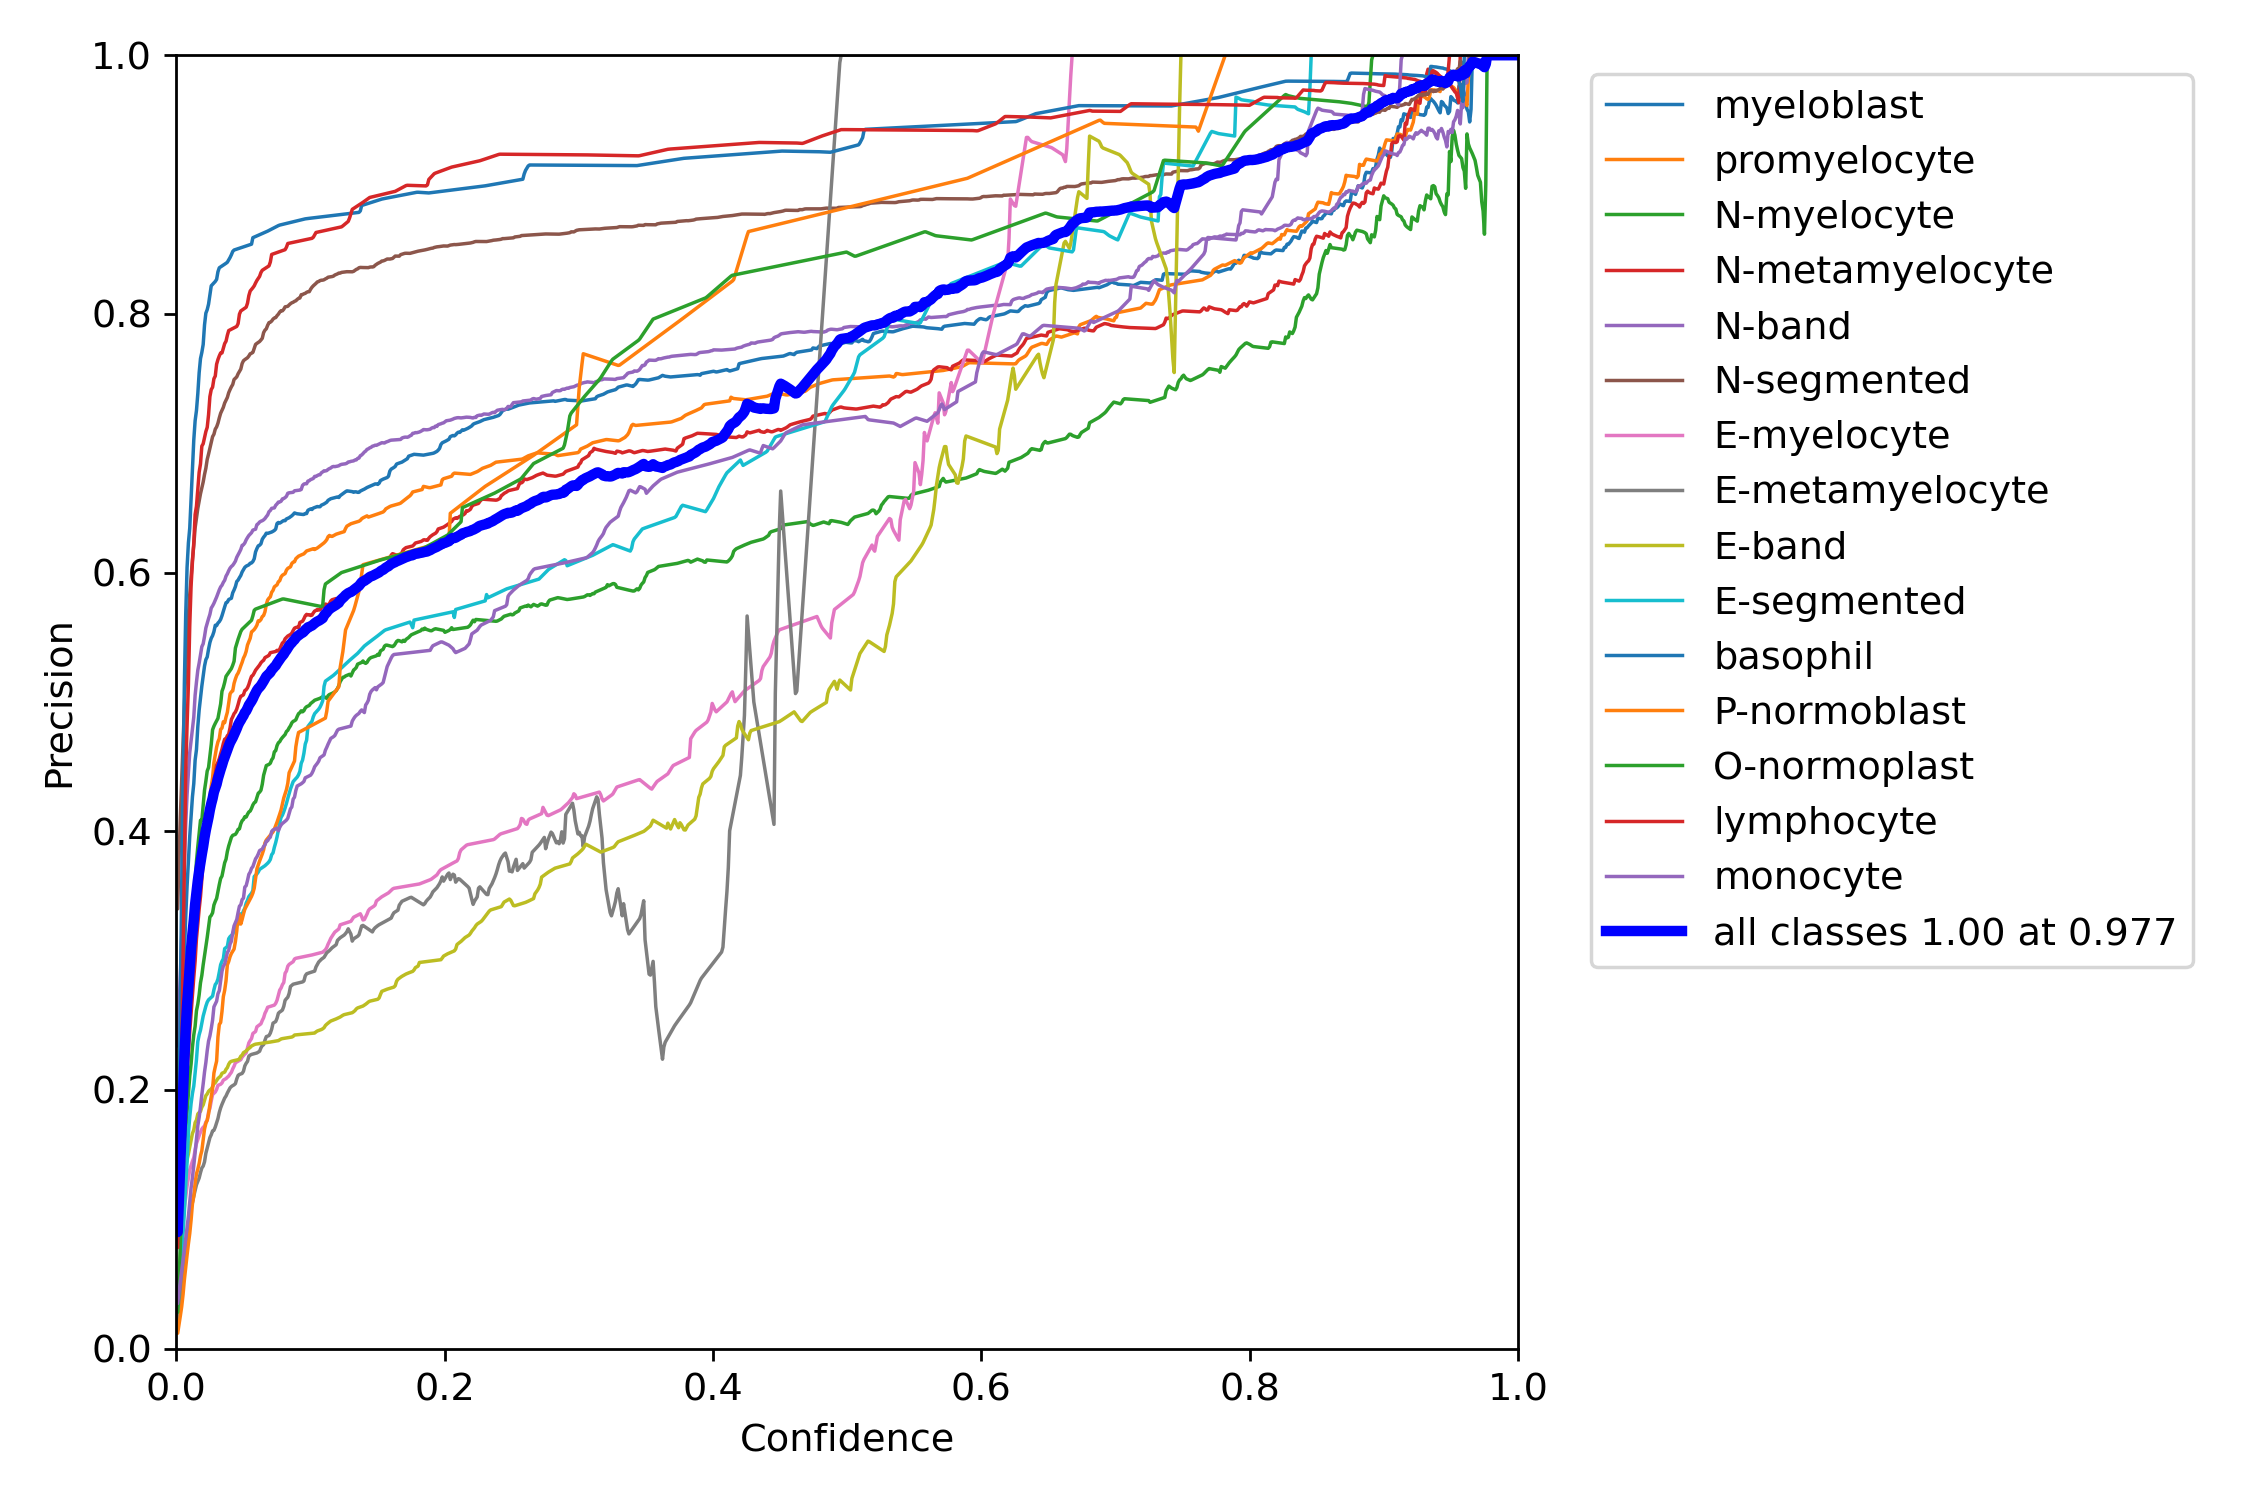 1.0
0.8
0.6
0.4
0.2
0.0
Precision
0.0 0.2 0.4 0.6 0.8 1.0
Confidence
myeloblast
promyelocyte
N-myelocyte
N-metamyelocyte
N-band
N-segmented
E-myelocyte
E-metamyelocyte
E-band
E-segmented
basophil
P-normoblast
O-normoplast
lymphocyte
monocyte
all classes 1.00 at 0.977